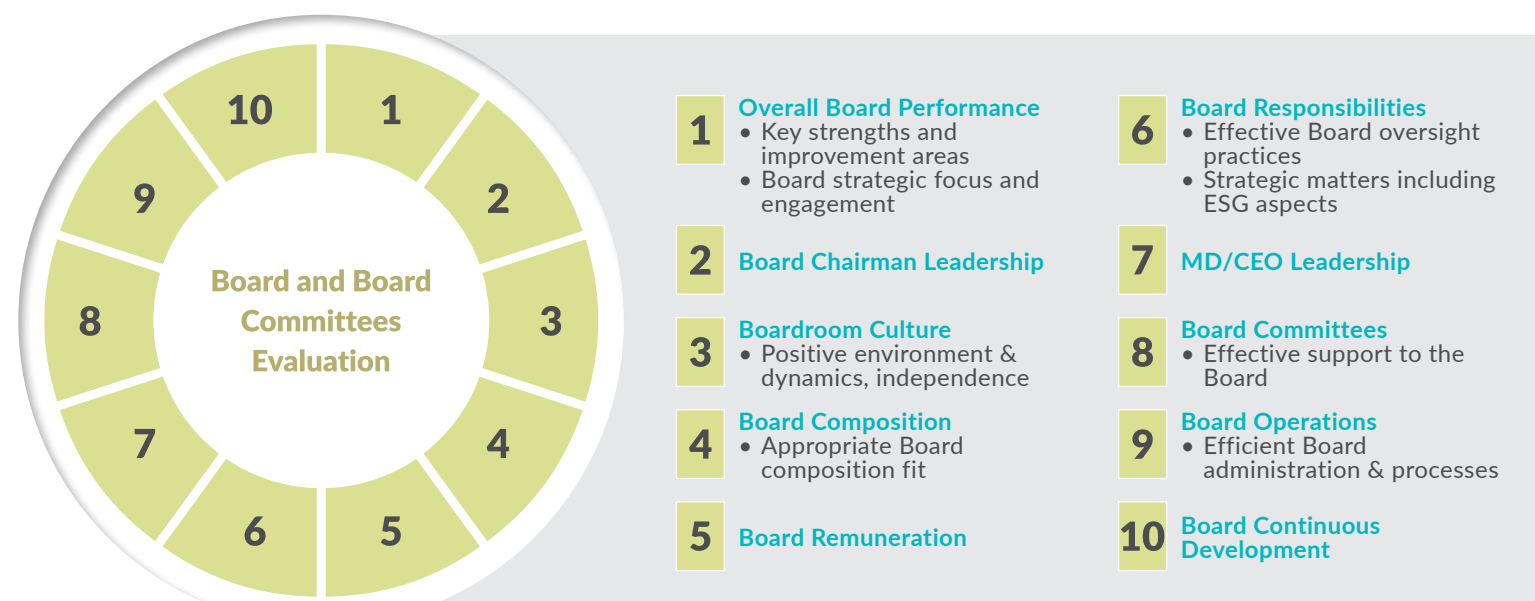 10
1
9
2
8
3
7
4
6
5
Board and Board
Committees
Evaluation
1
Overall Board Performance
• Key strengths and
improvement areas
• Board strategic focus and
engagement
2
Board Chairman Leadership
3
Boardroom Culture
• Positive environment &
dynamics, independence
4
Board Composition
• Appropriate Board
composition fit
5
Board Remuneration
6
Board Responsibilities
• Effective Board oversight
practices
• Strategic matters including
ESG aspects
7
MD/CEO Leadership
8
Board Committees
• Effective support to the
Board
9
Board Operations
• Efficient Board
administration & processes
10
Board Continuous
Development